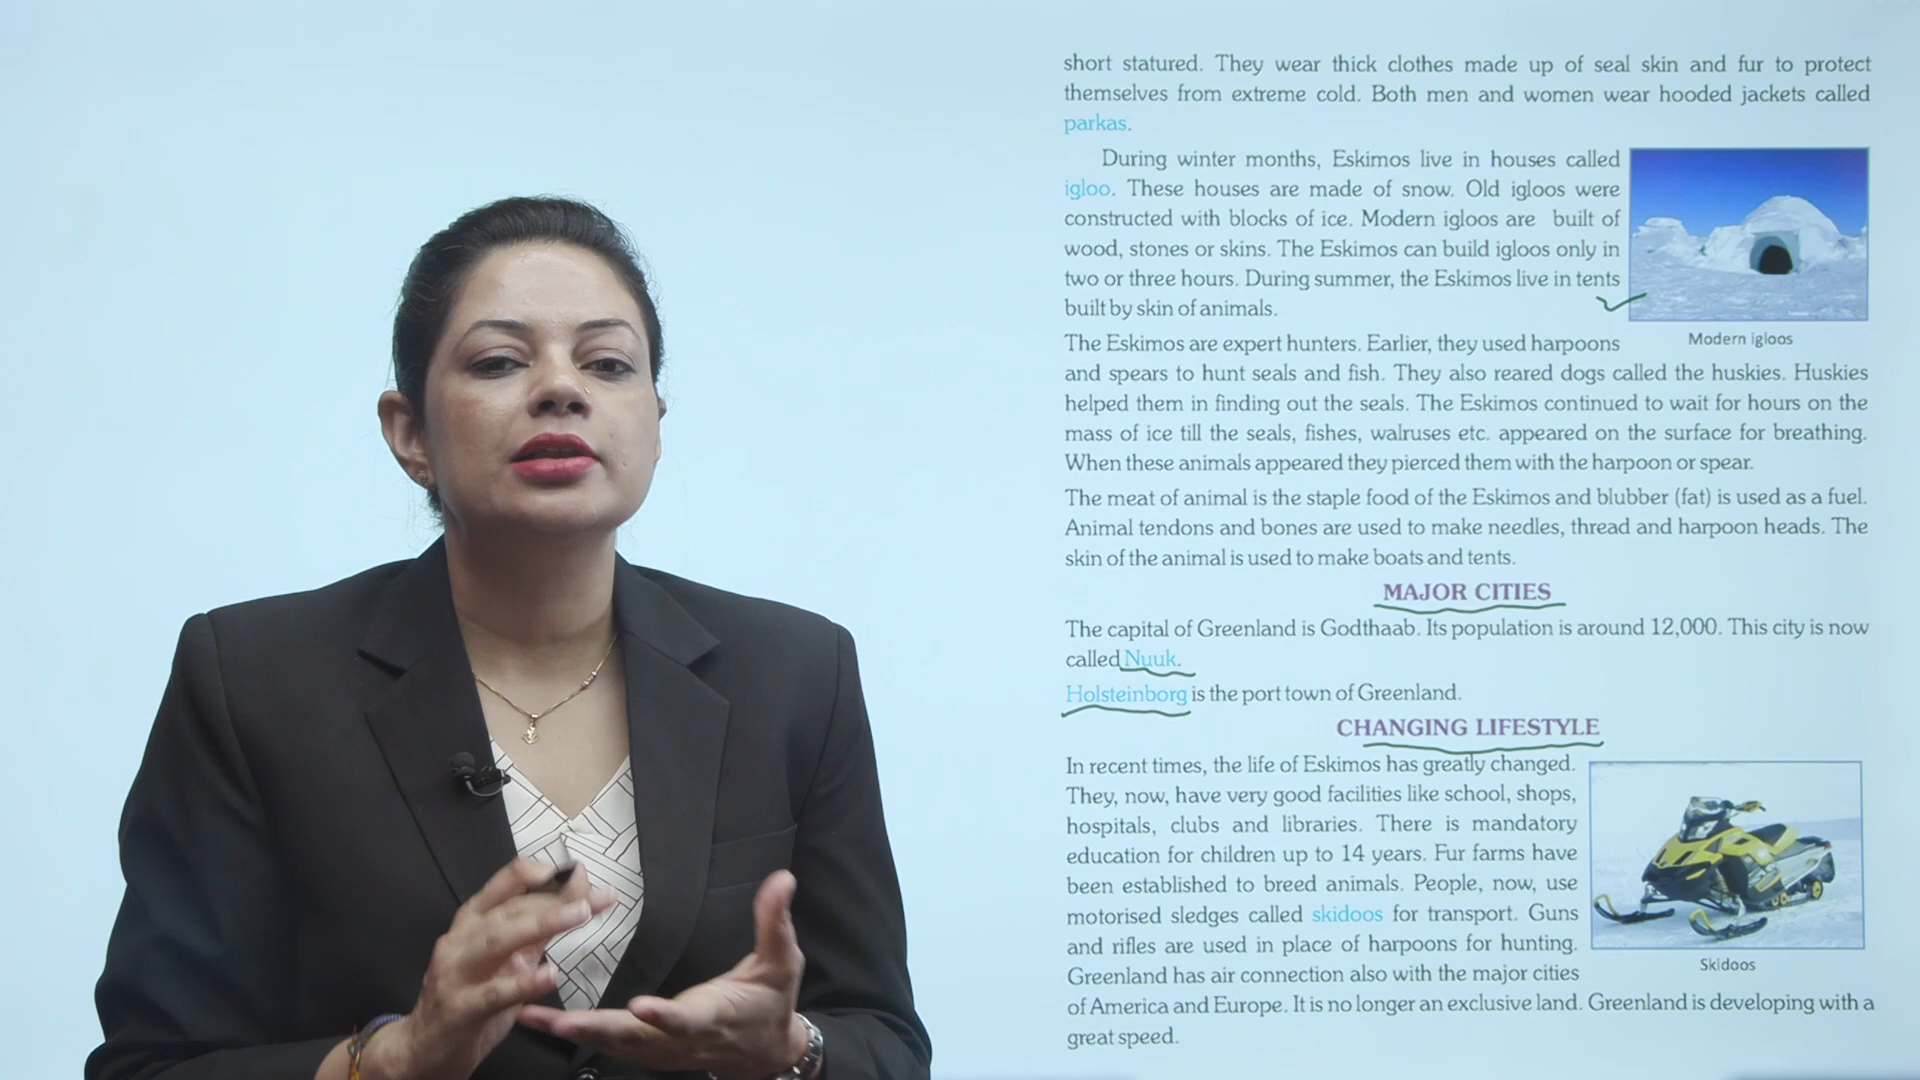 short statured. They wear thick clothes made up of seal skin and fur to protect
themselves from extreme cold. Both men and women wear hooded jackets called
parkas.
During winter months, Eskimos live in houses called
igloo. These houses are made of snow. Old igloos were
constructed with blocks of ice. Modern igloos are built of
wood, stones or skins. The Eskimos can build igloos only in
two or three hours. During summer, the Eskimos live in tents
built by skin of animals.
Modern igloos
The Eskimos are expert hunters. Earlier, they used harpoons
and spears to hunt seals and fish. They also reared dogs called the huskies. Huskies
helped them in finding out the seals. The Eskimos continued to wait for hours on the
mass of ice till the seals, fishes, walruses etc. appeared on the surface for breathing.
When these animals appeared they pierced them with the harpoon or spear.
The meat of animal is the staple food of the Eskimos and blubber (fat) is used as a fuel.
Animal tendons and bones are used to make needles, thread and harpoon heads. The
skin of the animal is used to make boats and tents.
MAJOR CITIES
The capital of Greenland is Godthaab. Its population is around 12,000. This city is now
called Nuuk.
Holsteinborg is the port town of Greenland.
CHANGING LIFESTYLE
In recent times, the life of Eskimos has greatly changed.
They, now, have very good facilities like school, shops,
hospitals, clubs and libraries. There is mandatory
education for children up to 14 years. Fur farms have
been established to breed animals. People, now, use
motorised sledges called skidoos for transport. Guns
and rifles are used in place of harpoons for hunting.
Greenland has air connection also with the major cities
Skidoos
of America and Europe. It is no longer an exclusive land. Greenland is developing with a
great speed.